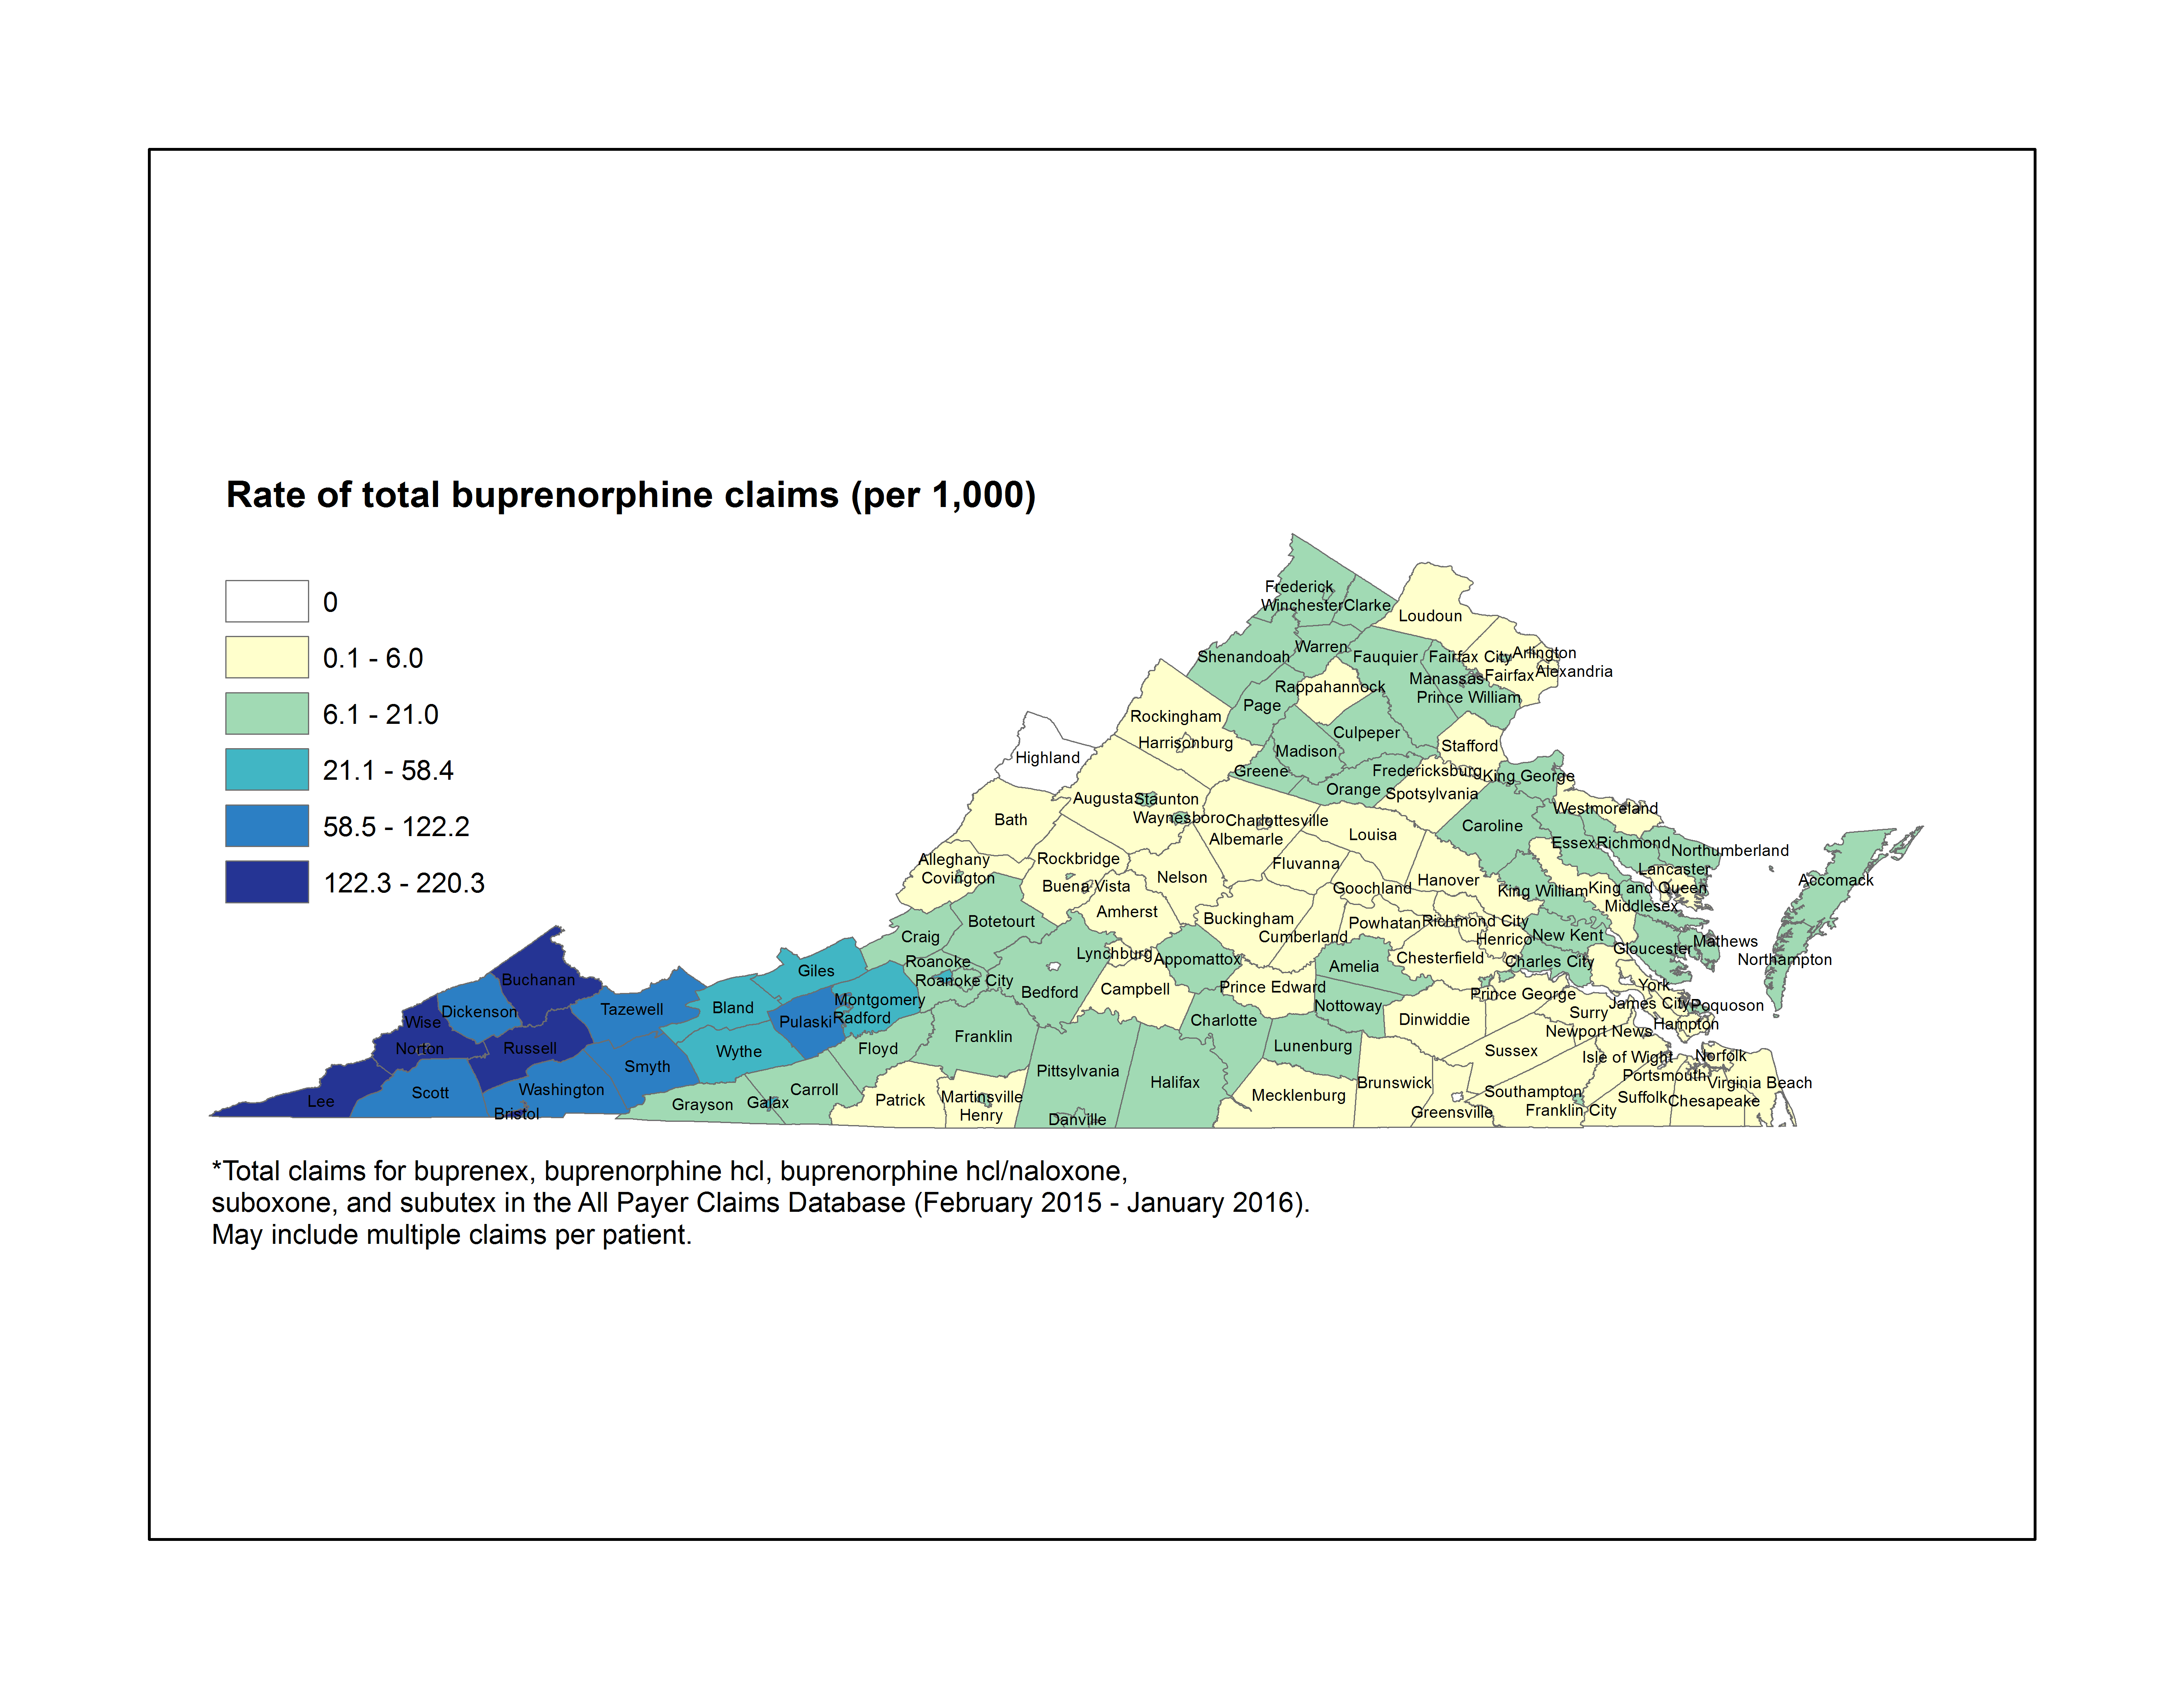 Rate of total buprenorphine claims (per 1,000)
0
0.1 - 6.0
6.1 - 21.0
21.1 - 58.4
58.5 - 122.2
122.3 - 220.3
Frederick
Winchester
Clarke
Loudoun
Shenandoah
Warren
Fauquier
Fairfax City
Arlington
Alexandria
Manassas
Fairfax
Prince William
Rappahannock
Page
Rockingham
Harrisonburg
Culpeper
Madison
Stafford
Highland
Greene
Fredericksburg
King George
Orange
Spotsylvania
Augusta
Staunton
Waynesboro
Charlottesville
Albemarle
Westmoreland
Bath
Louisa
Caroline
Essex
Richmond
Northumberland
Alleghany
Covington
Rockbridge
Fluvanna
Lancaster
Buena Vista
Nelson
Goochland
Hanover
King William
King and Queen
Accomack
Middlesex
Amherst
Buckingham
Powhatan
Richmond City
Botetourt
Craig
Cumberland
Henrico
New Kent
Gloucester
Mathews
Northampton
Lynchburg
Appomattox
Amelia
Chesterfield
Charles City
Roanoke
Roanoke City
Bedford
Campbell
Prince Edward
Prince George
York
James City
Poquoson
Giles
Buchanan
Dickenson
Tazewell
Bland
Montgomery
Radford
Pulaski
Nottoway
Dinwiddie
Surry
Hampton
Newport News
Wise
Norton
Russell
Wythe
Floyd
Franklin
Charlotte
Lunenburg
Sussex
Isle of Wight
Norfolk
Smyth
Pittsylvania
Halifax
Portsmouth
Virginia Beach
Lee
Scott
Washington
Bristol
Grayson
Galax
Carroll
Patrick
Martinsville
Henry
Danville
Mecklenburg
Brunswick
Greensville
Southampton
Franklin City
Suffolk
Chesapeake
*Total claims for buprenex, buprenorphine hcl, buprenorphine hcl/naloxone,
suboxone, and subutex in the All Payer Claims Database (February 2015 - January 2016).
May include multiple claims per patient.